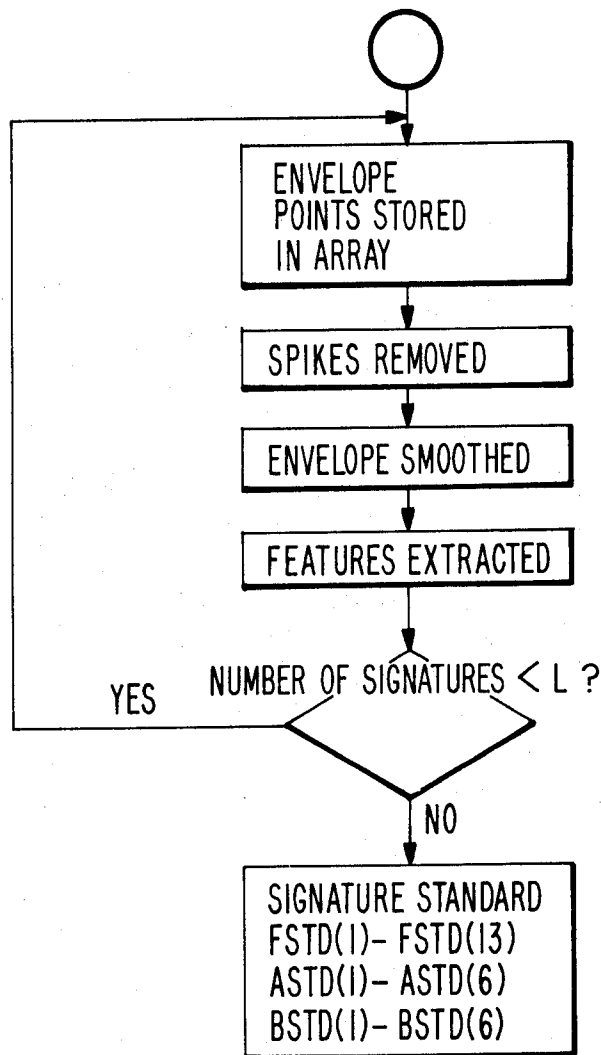 ENVELOPE
POINTS STORED
IN ARRAY
SPIKES REMOVED
ENVELOPE SMOOTHED
FEATURES EXTRACTED
NUMBER OF SIGNATURES < L ?
YES
NO
SIGNATURE STANDARD
FSTD(1)– FSTD(13)
ASTD(1)– ASTD(6)
BSTD(1)– BSTD(6)